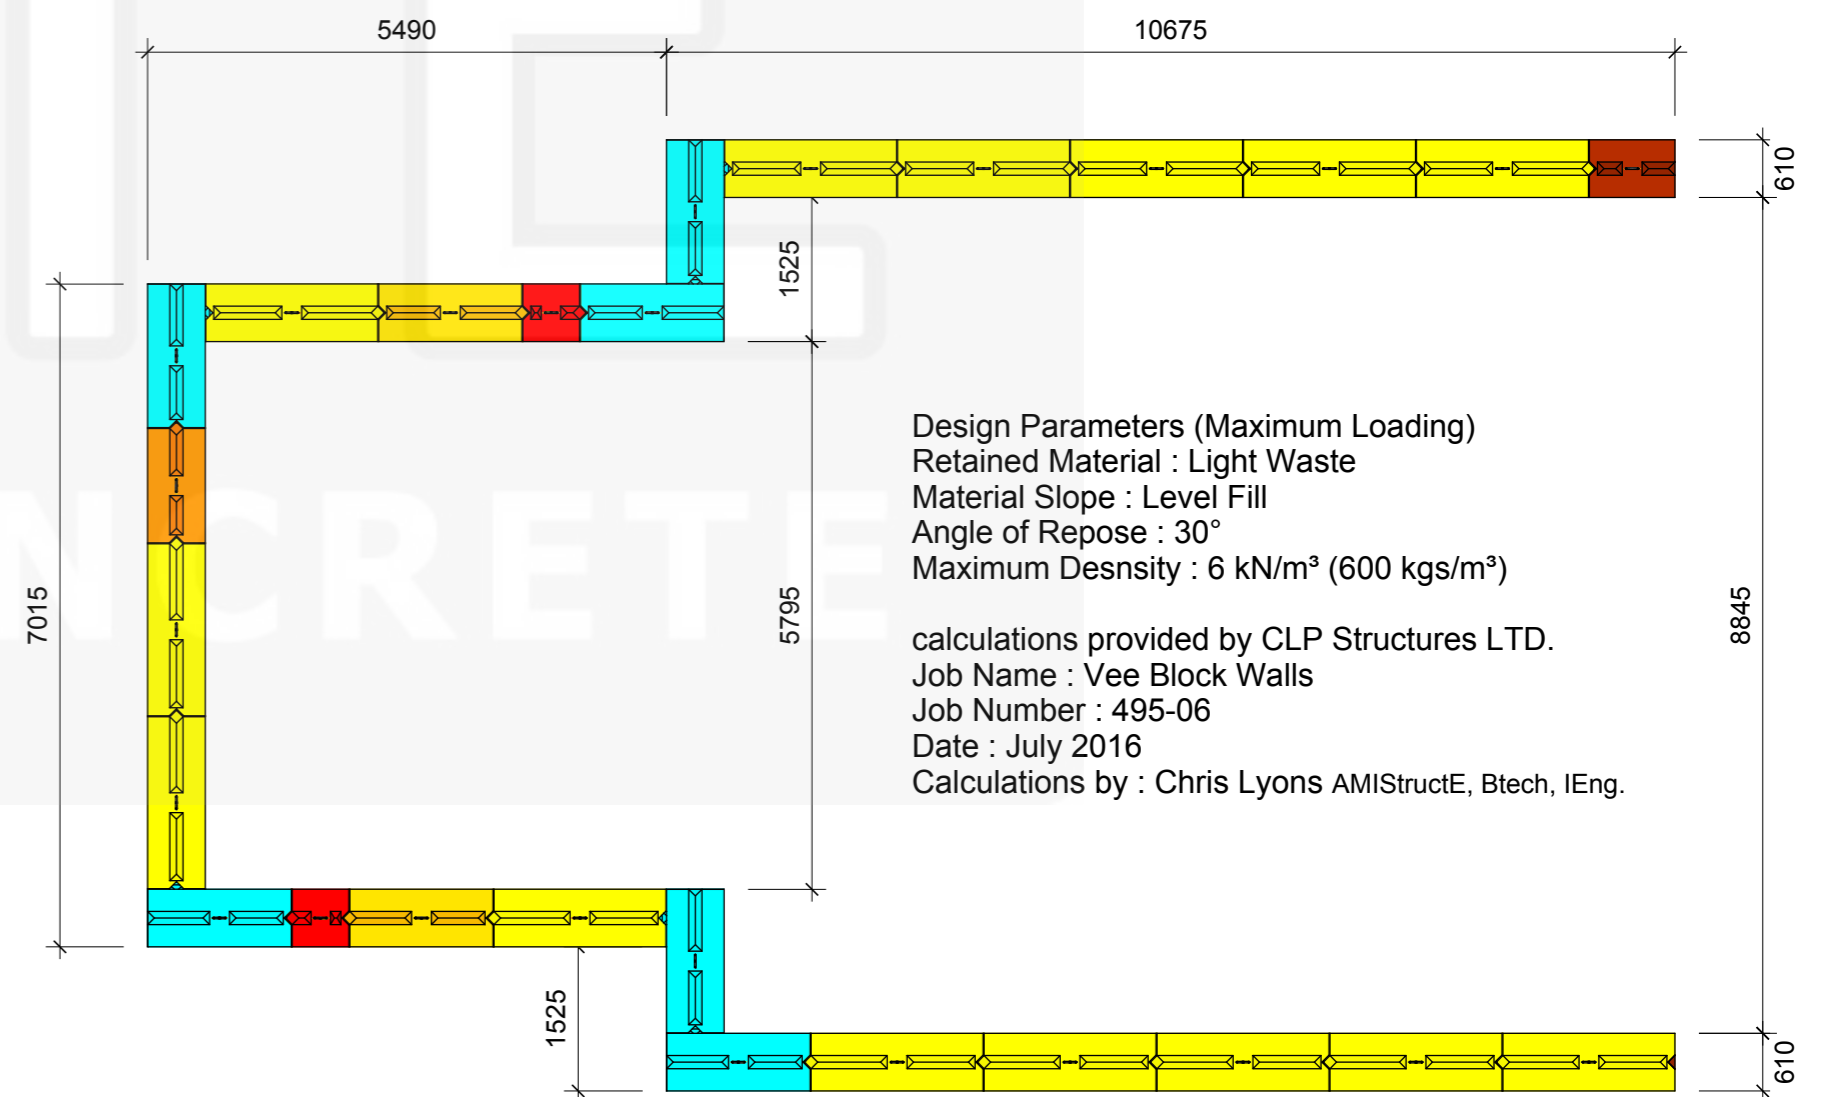 5490
10675
610
1525
7015
5795
8845
Design Parameters (Maximum Loading)
Retained Material : Light Waste
Material Slope : Level Fill
Angle of Repose : 30°
Maximum Desnsity : 6 kN/m³ (600 kgs/m³)
calculations provided by CLP Structures LTD.
Job Name : Vee Block Walls
Job Number : 495-06
Date : July 2016
Calculations by : Chris Lyons AMIStructE, Btech, IEng.
NCRETE
1525
610